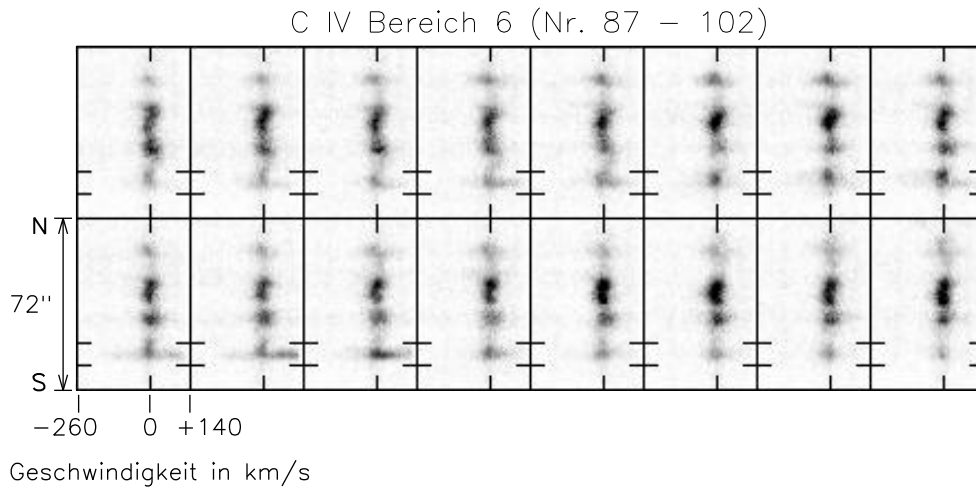 C IV Bereich 6 (Nr. 87 – 102)
N
72''
S
−260 0 +140
Geschwindigkeit in km/s